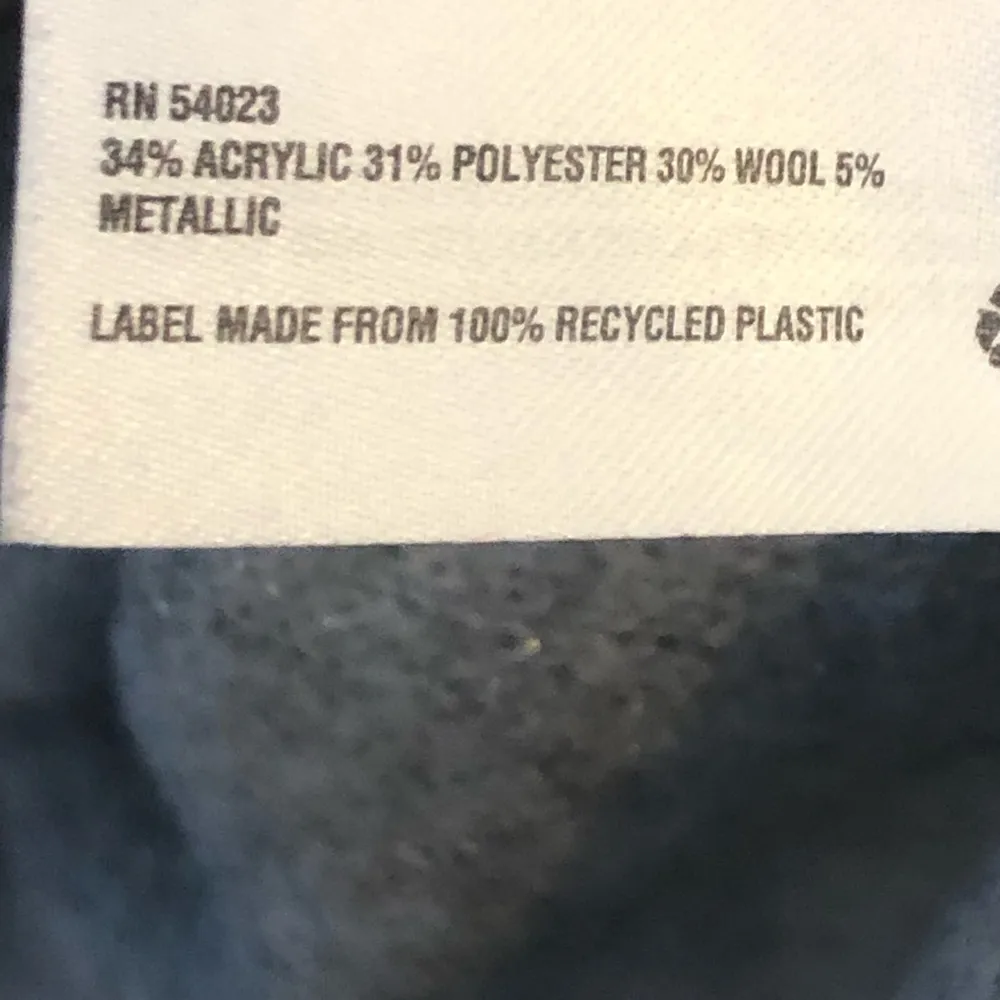 RN 54023
34% ACRYLIC 31% POLYESTER 30% WOOL 5%
METALLIC
LABEL MADE FROM 100% RECYCLED PLASTIC